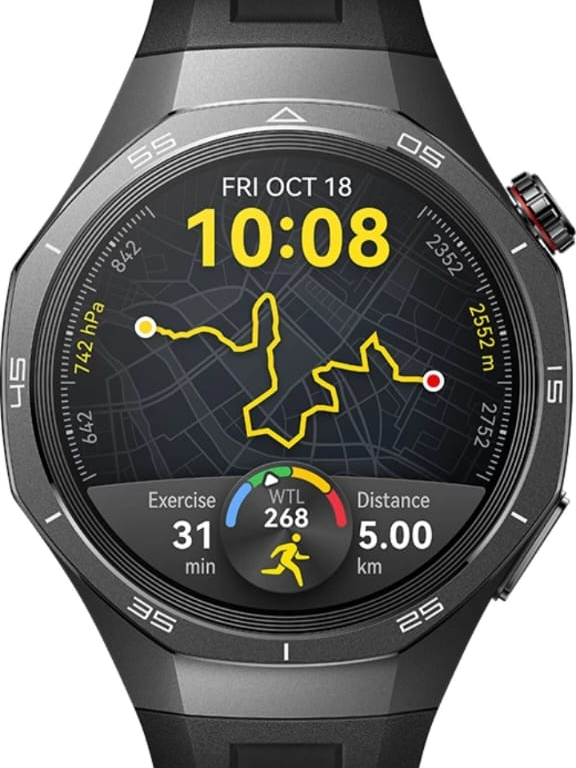 55
05
FRI OCT 18
10:08
842
2352
742 hPa
2552 m
45
15
642
2752
Exercise
WTL
Distance
31
268
5.00
min
km
35
25